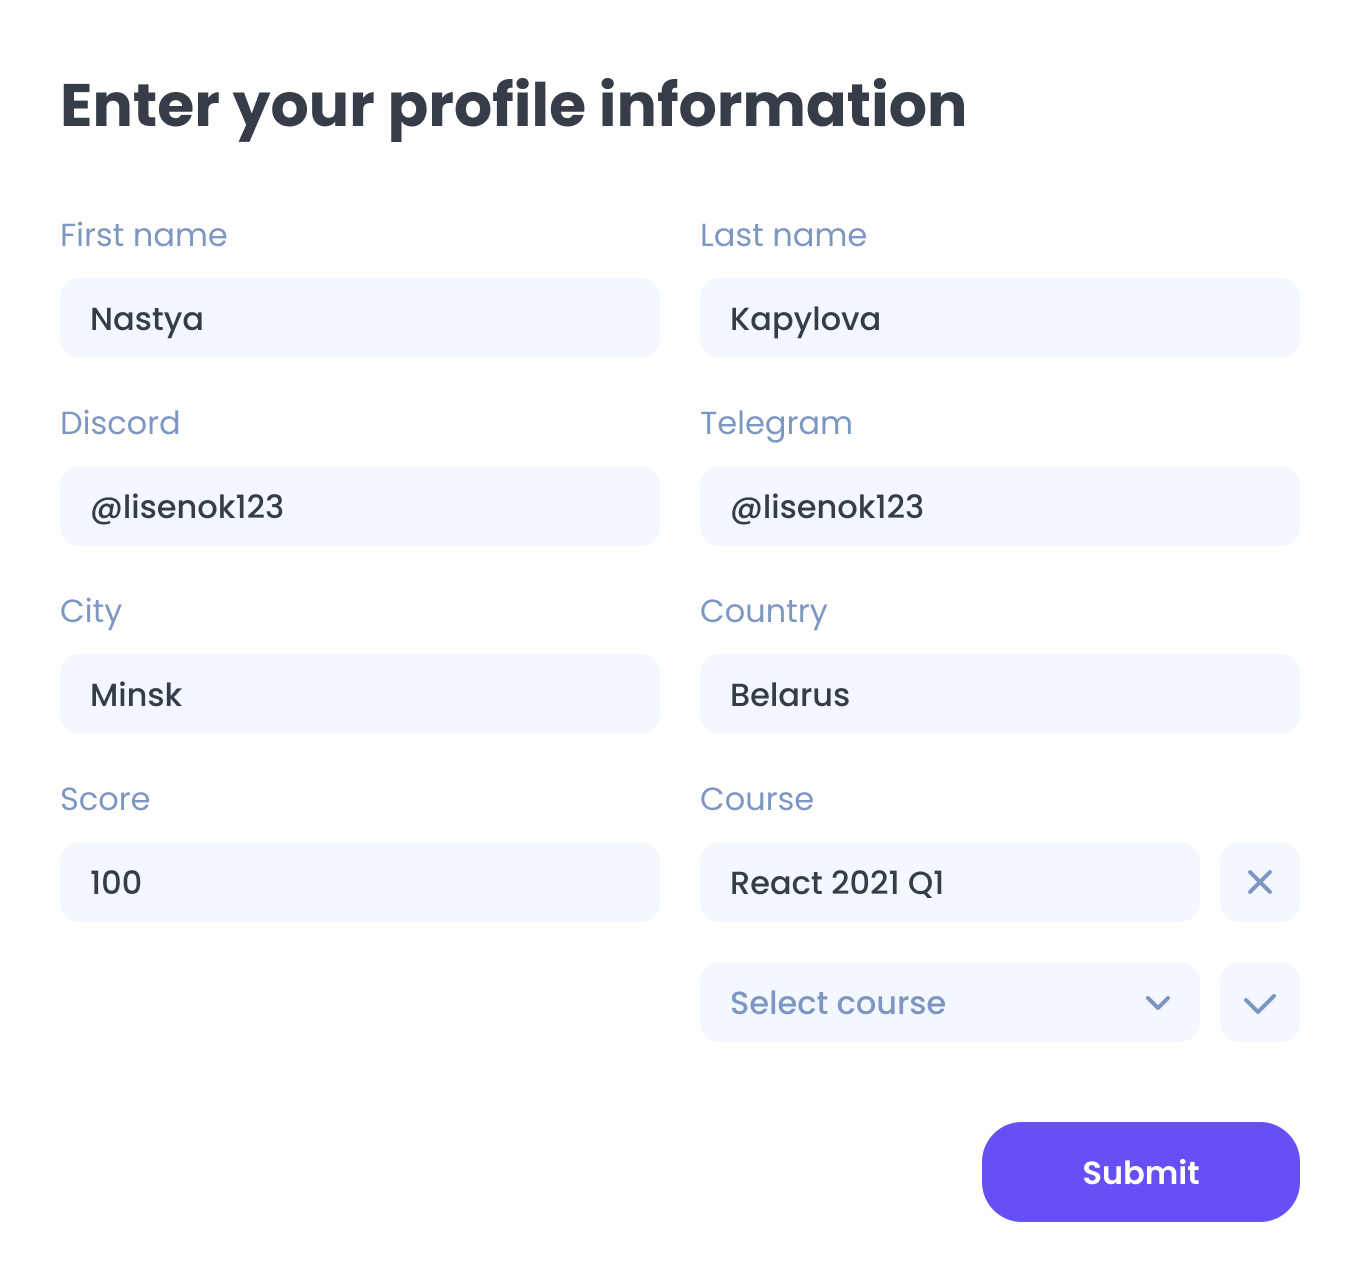 Enter your profile information
First name
Last name
Nastya
Kapylova
Discord
Telegram
@lisenok123
@lisenok123
City
Country
Minsk
Belarus
Score
Course
100
React 2021 Q1
Select course
Submit